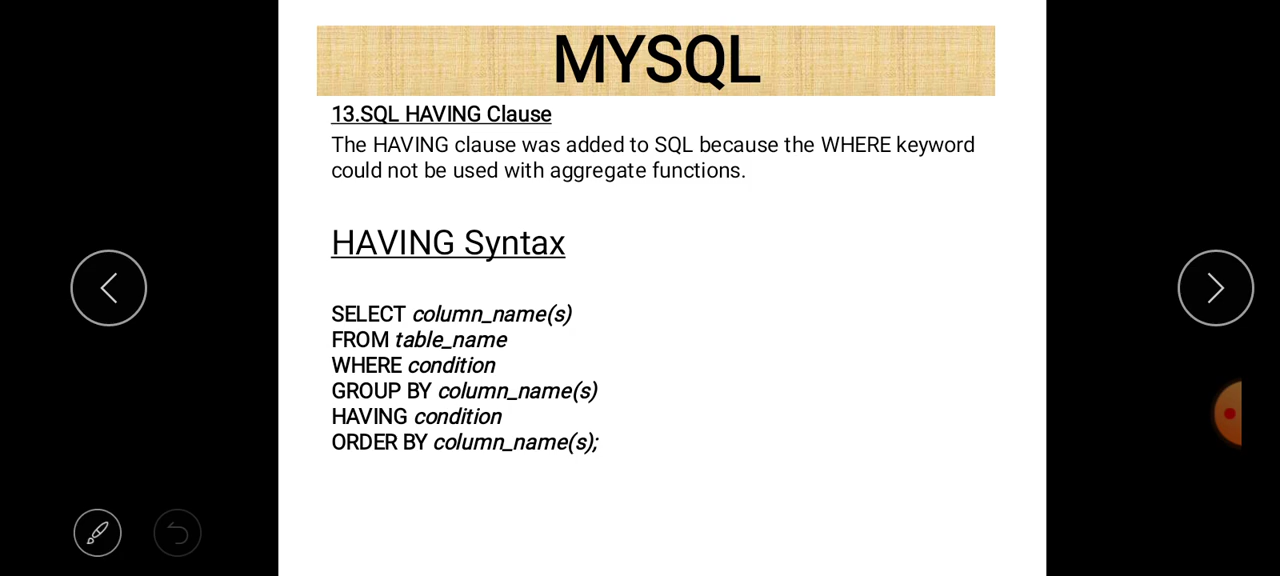 MYSQL
13.SQL HAVING Clause
The HAVING clause was added to SQL because the WHERE keyword
could not be used with aggregate functions.
HAVING Syntax
SELECT column_name(s)
FROM table_name
WHERE condition
GROUP BY column_name(s)
HAVING condition
ORDER BY column_name(s);